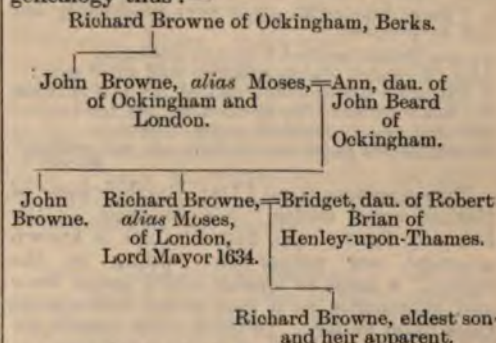 genealogy thus :—
Richard Browne of Ockingham, Berks.
John Browne, alias Moses,=Ann, dau. of
of Ockingham and John Beard
London. of
Ockingham.
John Richard Browne,=Bridget, dau. of Robert
Browne. alias Moses, Brian of
of London, Henley-upon-Thames.
Lord Mayor 1634.
Richard Browne, eldest son
and heir apparent.